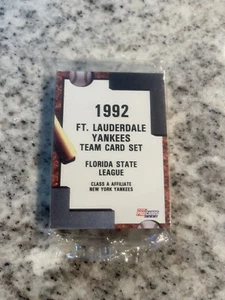 1992
FT. LAUDERDALE
YANKEES
TEAM CARD SET
FLORIDA STATE
LEAGUE
CLASS A AFFILIATE
NEW YORK YANKEES